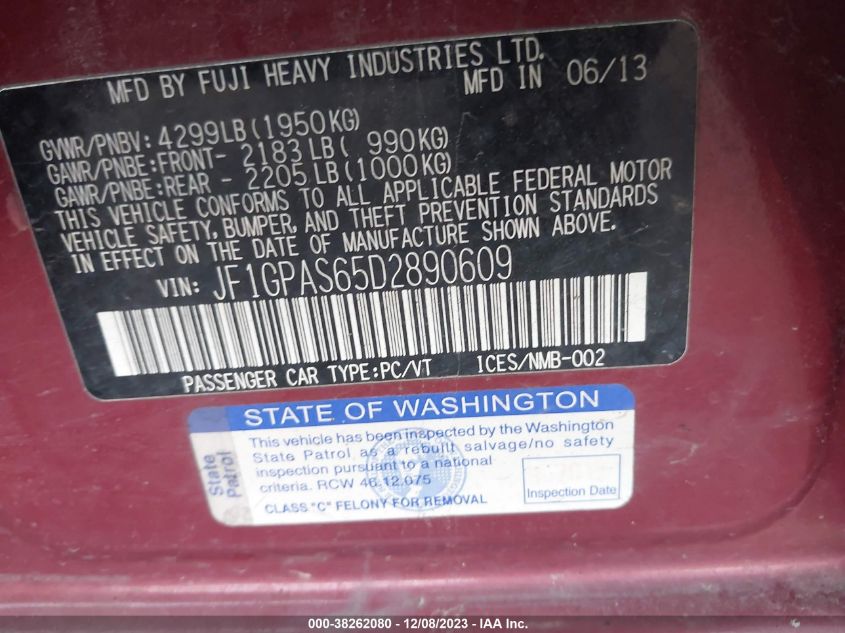 MFD BY FUJI HEAVY INDUSTRIES LTD.
MFD IN 06/13
GVWR/PNBV: 4299LB(1950KG)
GAWR/PNBE:FRONT- 2183LB( 990KG)
GAWR/PNBE:REAR - 2205LB(1000KG)
THIS VEHICLE CONFORMS TO ALL APPLICABLE FEDERAL MOTOR
VEHICLE SAFETY, BUMPER, AND THEFT PREVENTION STANDARDS
IN EFFECT ON THE DATE OF MANUFACTURE SHOWN ABOVE.
VIN: JF1GPAS65D2890609
PASSENGER CAR TYPE:PC/VT ICES/NMB-002
STATE OF WASHINGTON
State Patrol
This vehicle has been inspected by the Washington
State Patrol as a rebuilt salvage/no safety
inspection pursuant to a national
criteria. RCW 46.12.075
CLASS "C" FELONY FOR REMOVAL
Inspection Date
000-38262080 - 12/08/2023 - IAA Inc.